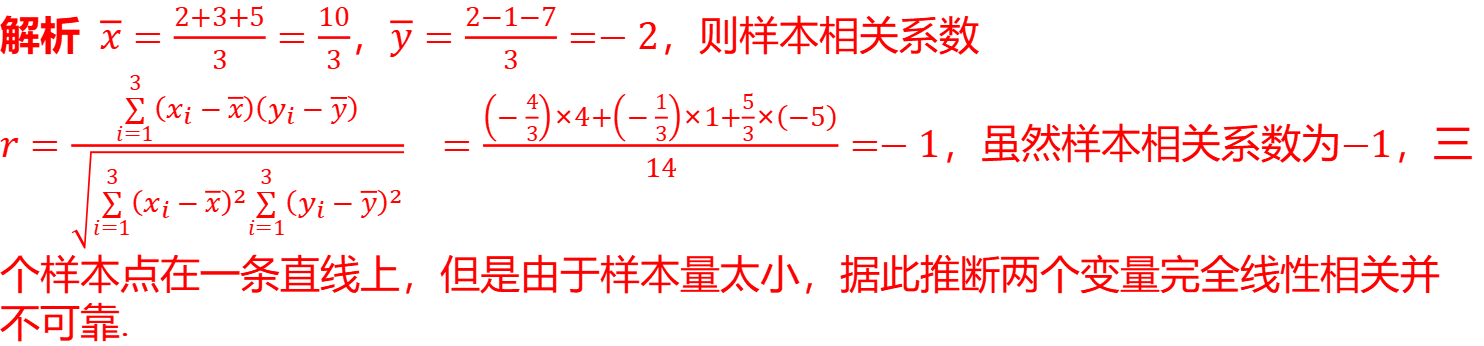 解析 x̅ = (2+3+5)/3 = 10/3，y̅ = (2−1−7)/3 =− 2，则样本相关系数
r = (∑_{i=1}^{3}(x_i − x̅)(y_i − y̅))/√(∑_{i=1}^{3}(x_i − x̅)²∑_{i=1}^{3}(y_i − y̅)²) = ((−4/3)×4+(−1/3)×1+5/3×(−5))/14 =− 1，虽然样本相关系数为−1，三
个样本点在一条直线上，但是由于样本量太小，据此推断两个变量完全线性相关并
不可靠.